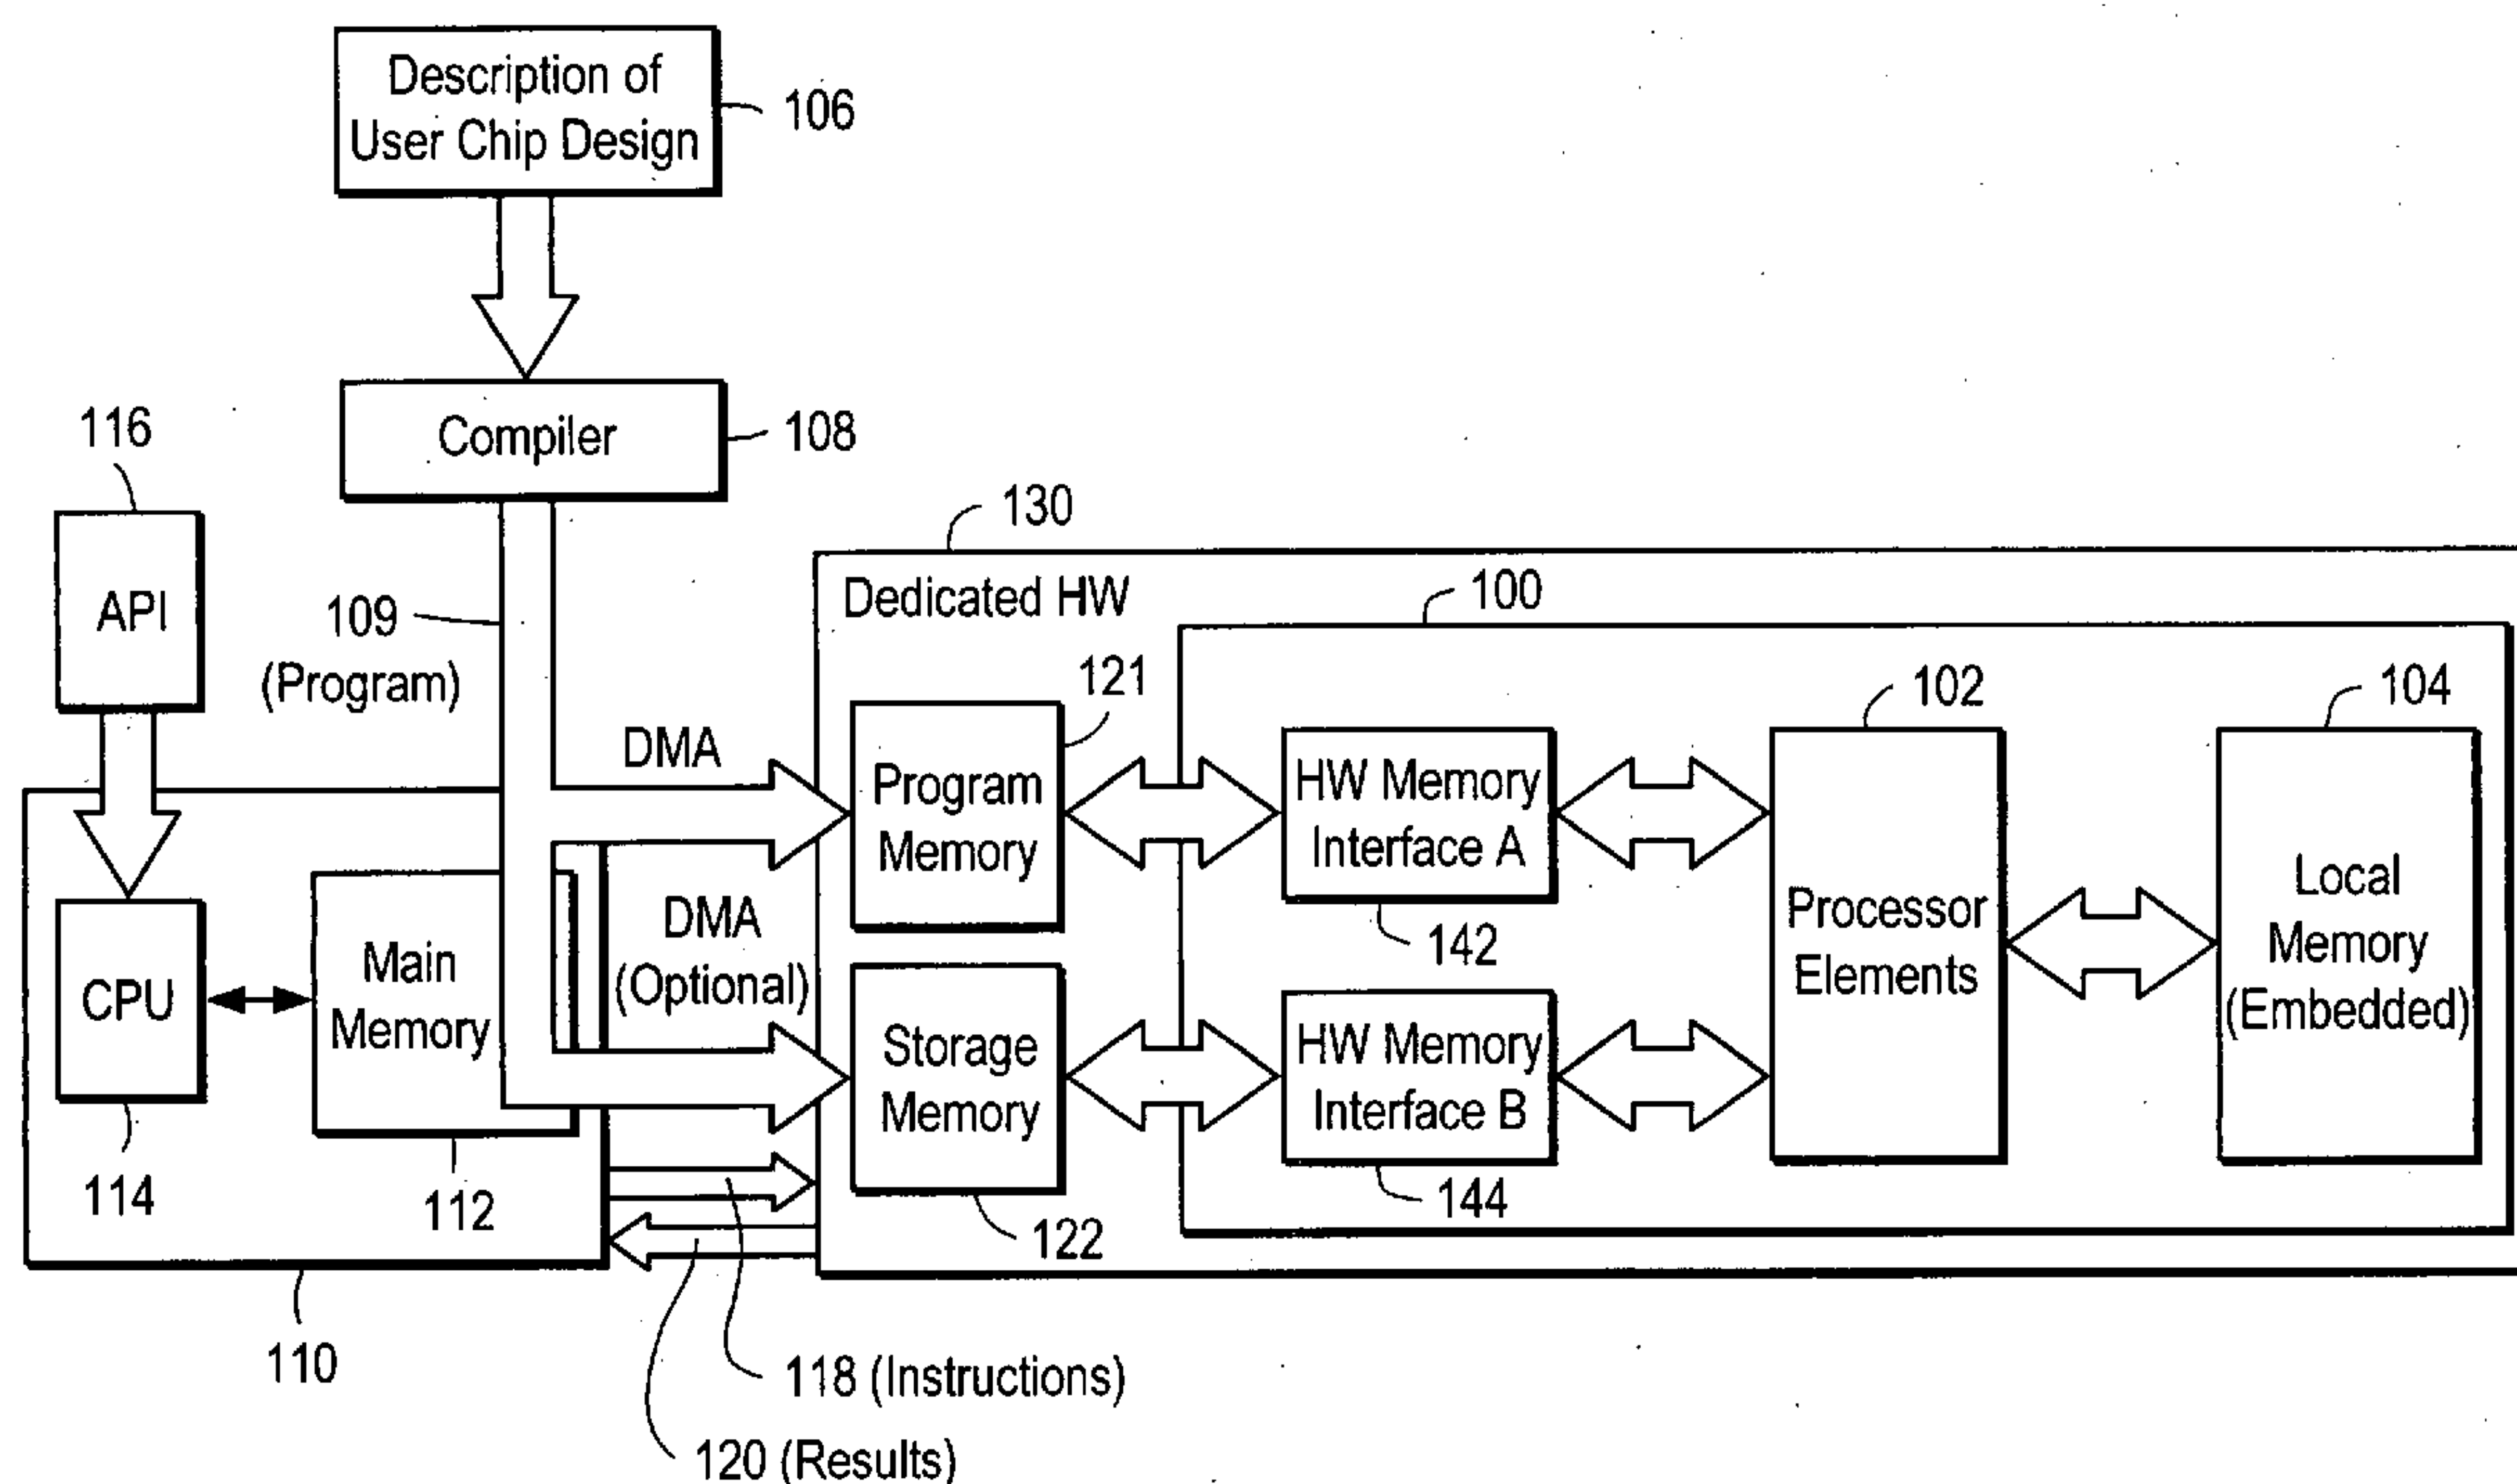 Description of
User Chip Design
106
Compiler
108
116
API
109
(Program)
130
Dedicated HW
100
121
102
104
DMA
Program
Memory
HW Memory
Interface A
142
DMA
(Optional)
Main
Memory
CPU
Processor
Elements
Local
Memory
(Embedded)
Storage
Memory
HW Memory
Interface B
114
112
122
144
110
118 (Instructions)
120 (Results)